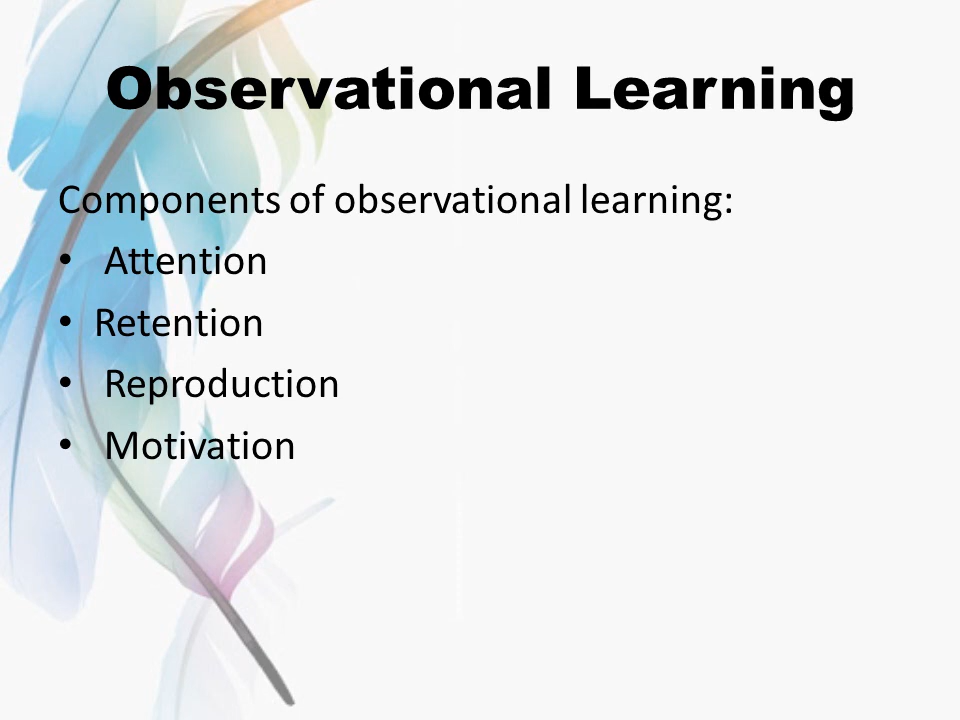 Observational Learning
Components of observational learning:
• Attention
• Retention
• Reproduction
• Motivation